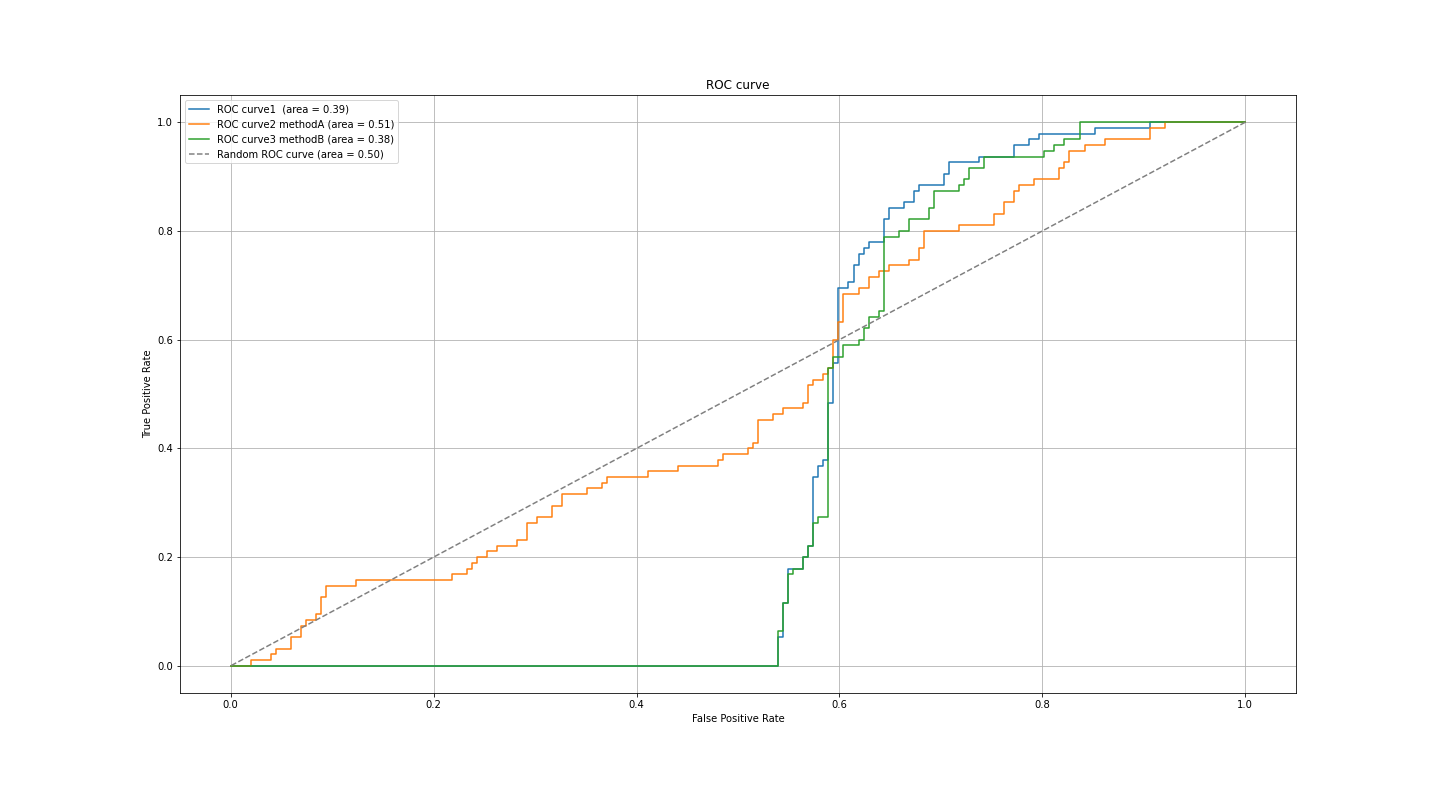 ROC curve
ROC curve1  (area = 0.39)
ROC curve2 methodA (area = 0.51)
ROC curve3 methodB (area = 0.38)
Random ROC curve (area = 0.50)
1.0
0.8
0.6
0.4
0.2
0.0
True Positive Rate
0.0 0.2 0.4 0.6 0.8 1.0
False Positive Rate